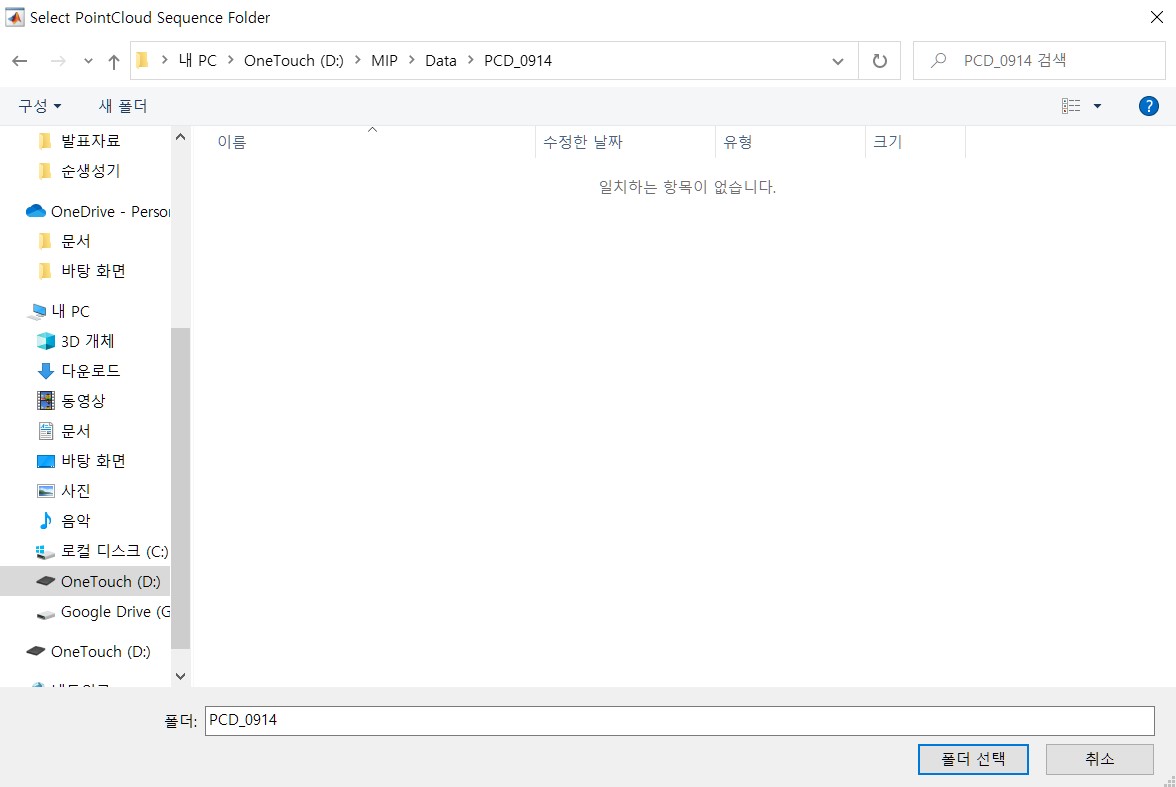 Select PointCloud Sequence Folder
내 PC > OneTouch (D:) > MIP > Data > PCD_0914
PCD_0914 검색
구성
새 폴더
발표자료
순생성기
OneDrive - Person
문서
바탕 화면
내 PC
3D 개체
다운로드
동영상
문서
바탕 화면
사진
음악
로컬 디스크 (C:)
OneTouch (D:)
Google Drive (G
OneTouch (D:)
이름
수정한 날짜
유형
크기
일치하는 항목이 없습니다.
폴더:
PCD_0914
폴더 선택
취소